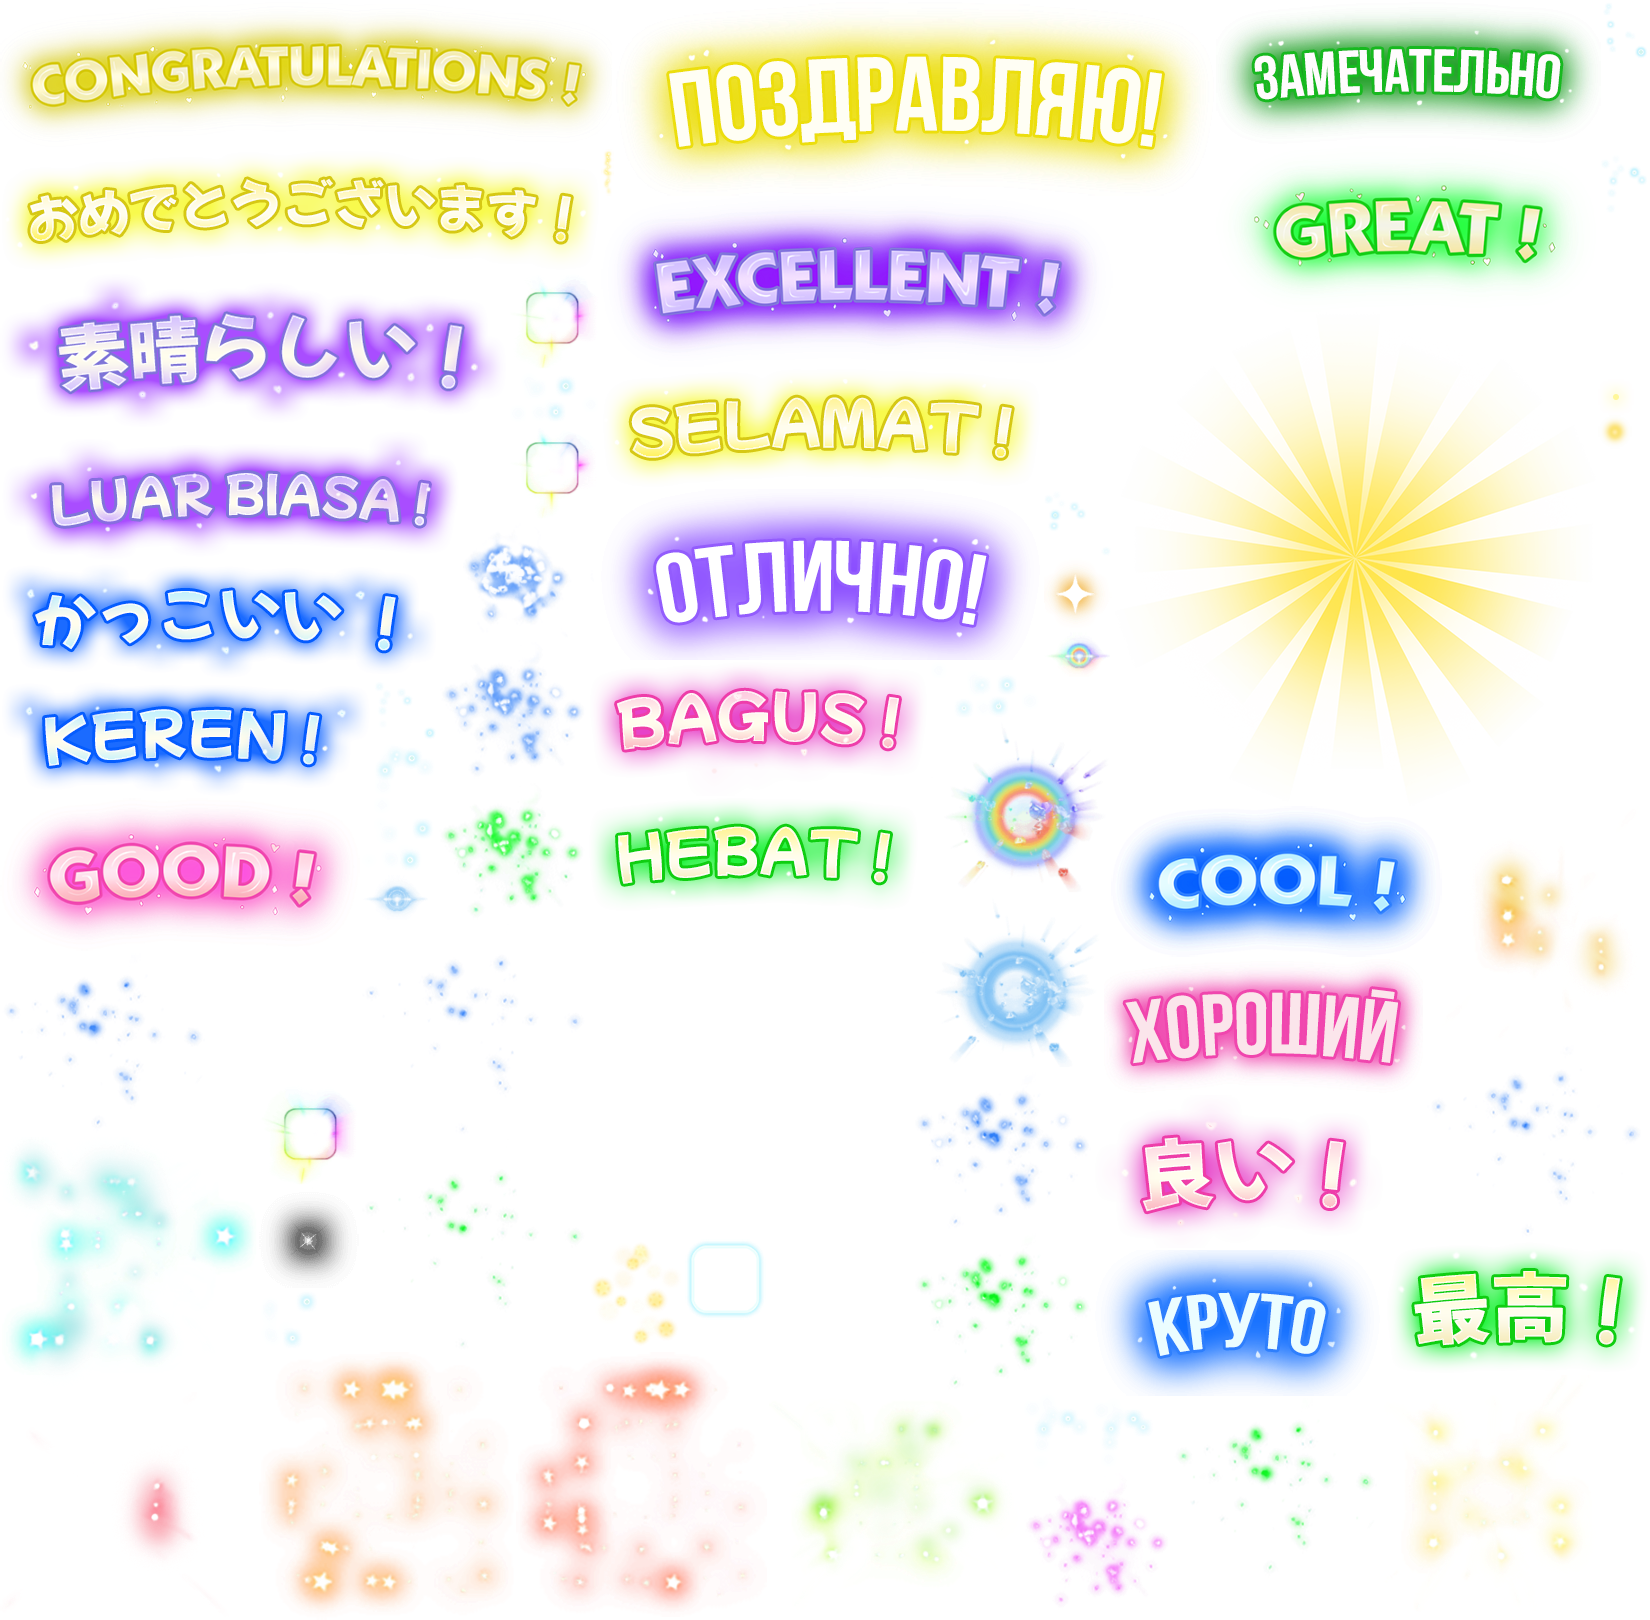 CONGRATULATIONS !
ПОЗДРАВЛЯЮ!
ЗАМЕЧАТЕЛЬНО
おめでとうございます！
GREAT !
EXCELLENT !
素晴らしい！
SELAMAT !
LUAR BIASA !
ОТЛИЧНО!
かっこいい！
KEREN !
BAGUS !
GOOD !
HEBAT !
COOL !
ХОРОШИЙ
良い！
КРУТО
最高！